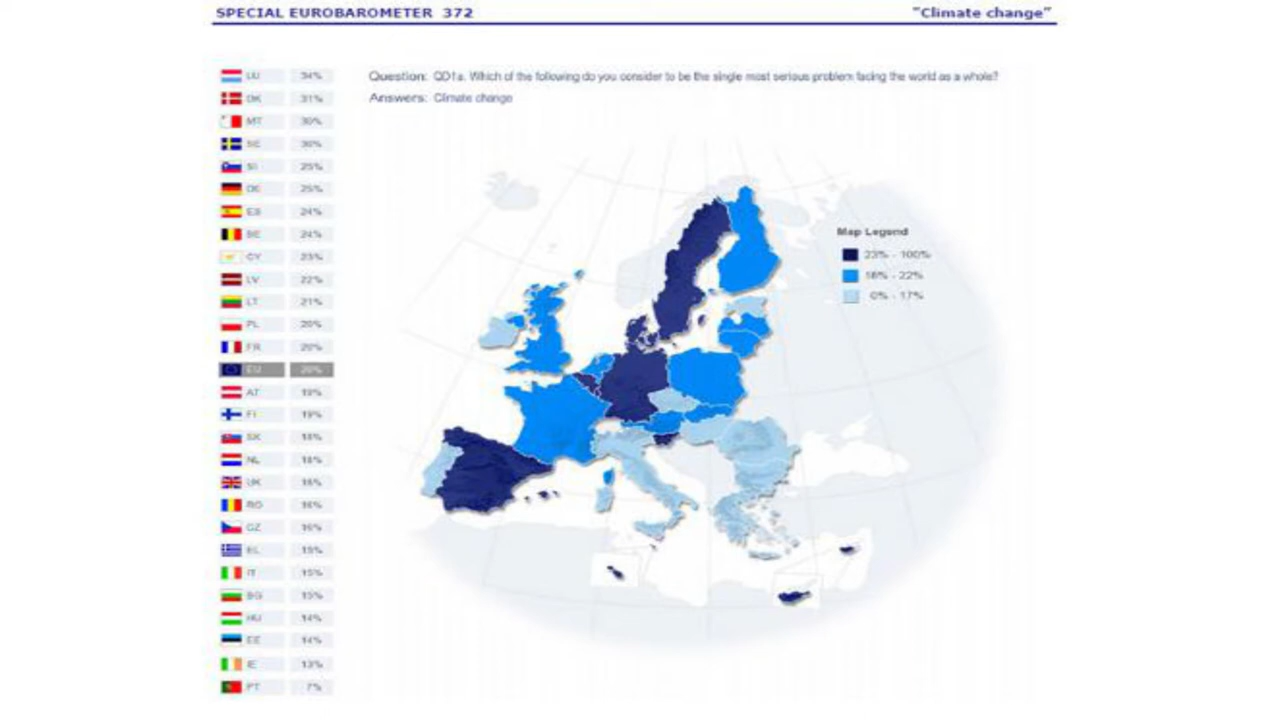 SPECIAL EUROBAROMETER 372
"Climate change"
Question: QD1a. Which of the following do you consider to be the single most serious problem facing the world as a whole?
Answers: Climate change
LU 34%
DK 31%
MT 30%
SE 30%
SI 25%
DE 25%
ES 24%
BE 24%
CY 23%
LV 22%
LT 21%
PL 20%
FR 20%
EU 20%
AT 19%
FI 19%
SK 18%
NL 18%
UK
RO 16%
CZ 16%
EL 15%
IT 15%
BG 15%
HU 14%
EE 14%
IE 13%
PT 7%
Map Legend
23% - 100%
18% - 22%
0% - 17%